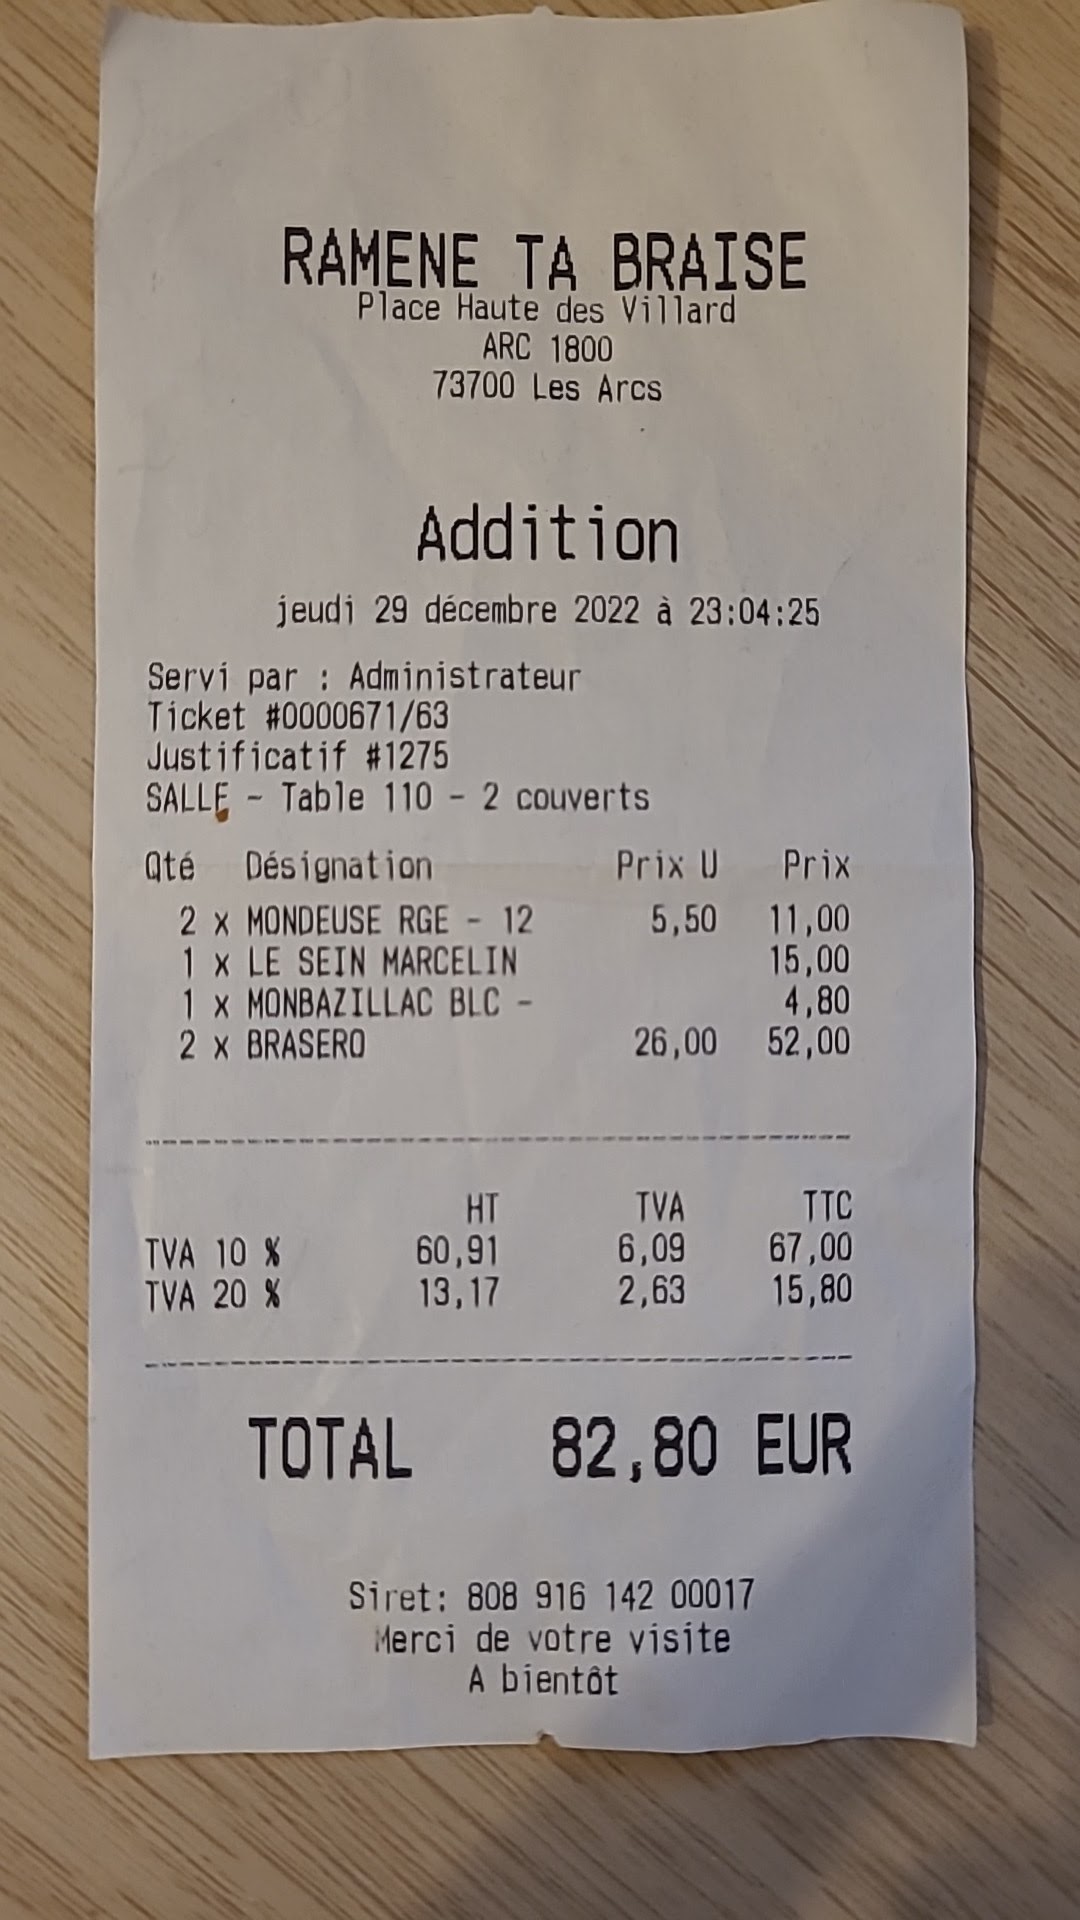 RAMENE TA BRAISE
Place Haute des Villard
ARC 1800
73700 Les Arcs
Addition
jeudi 29 décembre 2022 à 23:04:25
Servi par : Administrateur
Ticket #0000671/63
Justificatif #1275
SALLE - Table 110 - 2 couverts
Qté Désignation Prix U Prix
2 x MONDEUSE RGE - 12 5,50 11,00
1 x LE SEIN MARCELIN 15,00
1 x MONBAZILLAC BLC - 4,80
2 x BRASERO 26,00 52,00
HT TVA TTC
TVA 10 % 60,91 6,09 67,00
TVA 20 % 13,17 2,63 15,80
TOTAL 82,80 EUR
Siret: 808 916 142 00017
Merci de votre visite
A bientôt